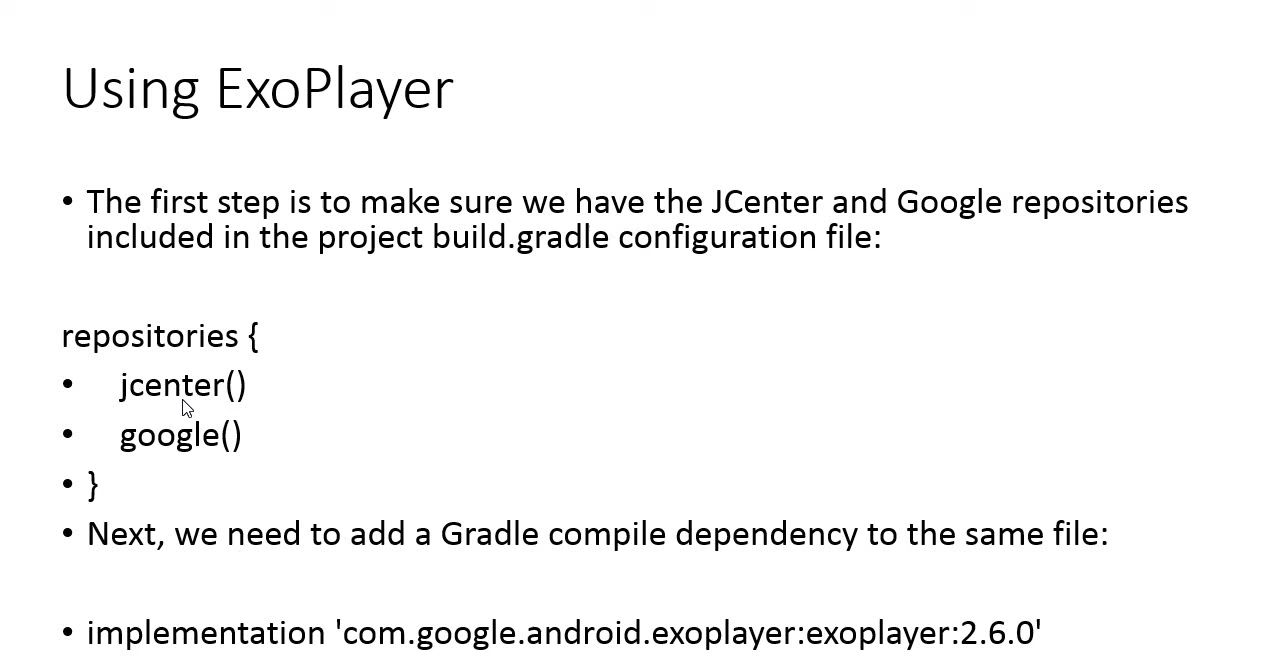 Using ExoPlayer
• The first step is to make sure we have the JCenter and Google repositories
included in the project build.gradle configuration file:
repositories {
• jcenter()
• google()
• }
• Next, we need to add a Gradle compile dependency to the same file:
• implementation 'com.google.android.exoplayer:exoplayer:2.6.0'